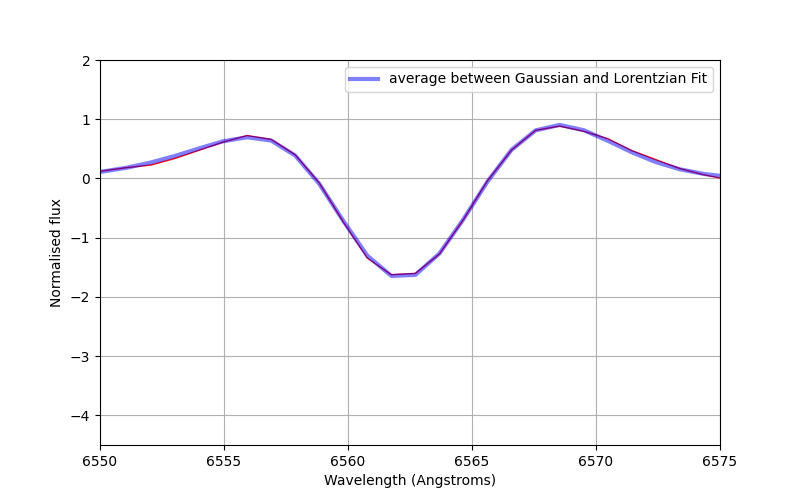 average between Gaussian and Lorentzian Fit
2
1
0
−1
−2
−3
−4
Normalised flux
6550 6555 6560 6565 6570 6575
Wavelength (Angstroms)